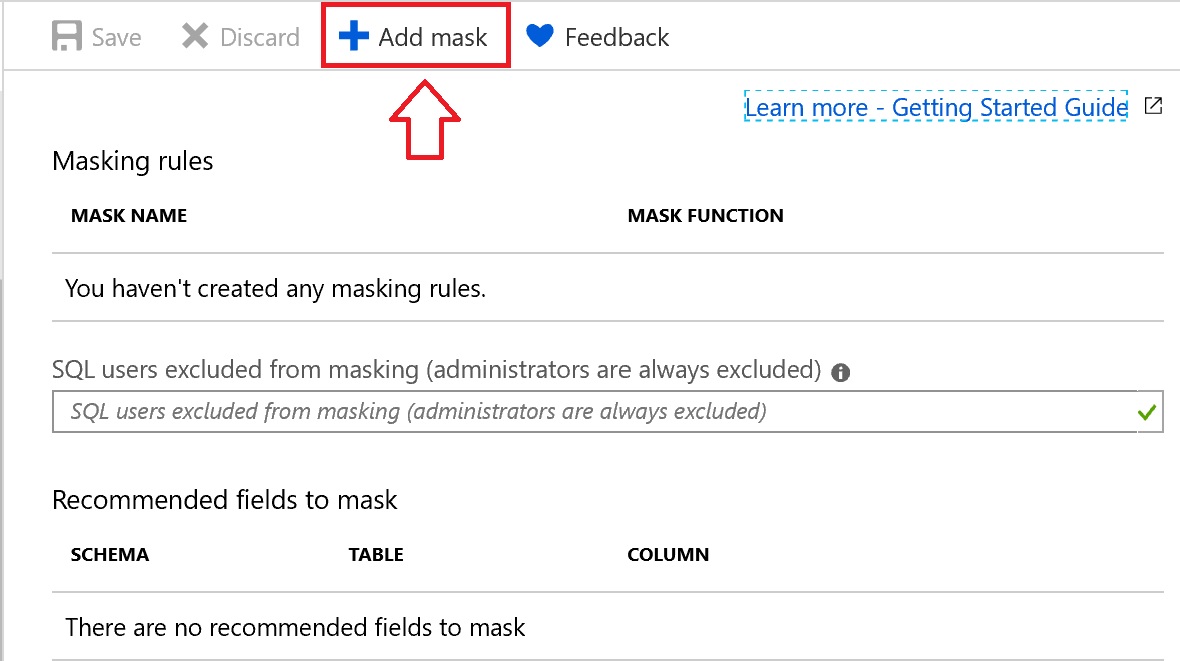 Save Discard Add mask Feedback
Learn more - Getting Started Guide
Masking rules
MASK NAME MASK FUNCTION
You haven't created any masking rules.
SQL users excluded from masking (administrators are always excluded)
SQL users excluded from masking (administrators are always excluded)
Recommended fields to mask
SCHEMA TABLE COLUMN
There are no recommended fields to mask